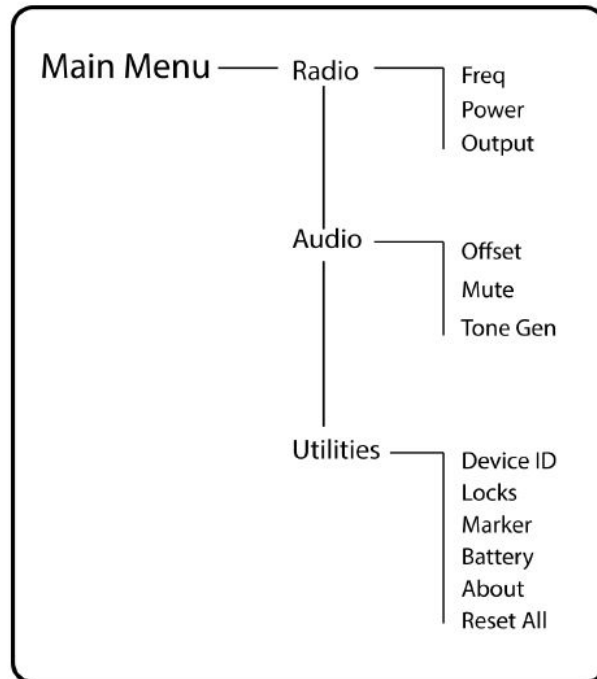 Main Menu
Radio
Freq
Power
Output
Audio
Offset
Mute
Tone Gen
Utilities
Device ID
Locks
Marker
Battery
About
Reset All